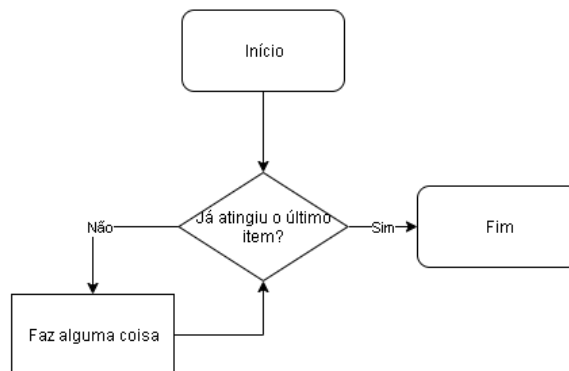 Início
Já atingiu o último
item?
Não
Sim
Fim
Faz alguma coisa